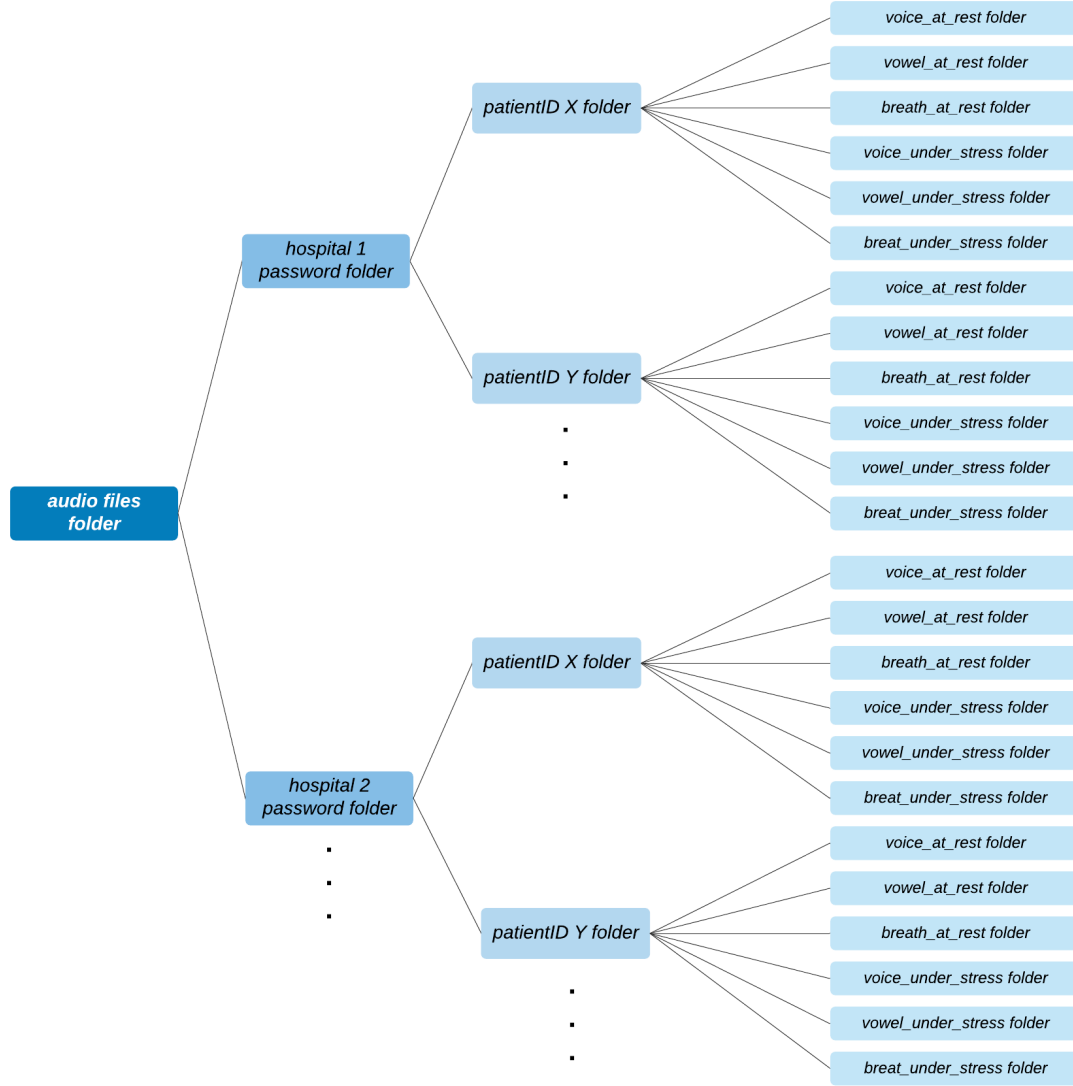 audio files
folder
hospital 1
password folder
patientID X folder
voice_at_rest folder
vowel_at_rest folder
breath_at_rest folder
voice_under_stress folder
vowel_under_stress folder
breat_under_stress folder
patientID Y folder
voice_at_rest folder
vowel_at_rest folder
breath_at_rest folder
voice_under_stress folder
vowel_under_stress folder
breat_under_stress folder
hospital 2
password folder
patientID X folder
voice_at_rest folder
vowel_at_rest folder
breath_at_rest folder
voice_under_stress folder
vowel_under_stress folder
breat_under_stress folder
patientID Y folder
voice_at_rest folder
vowel_at_rest folder
breath_at_rest folder
voice_under_stress folder
vowel_under_stress folder
breat_under_stress folder